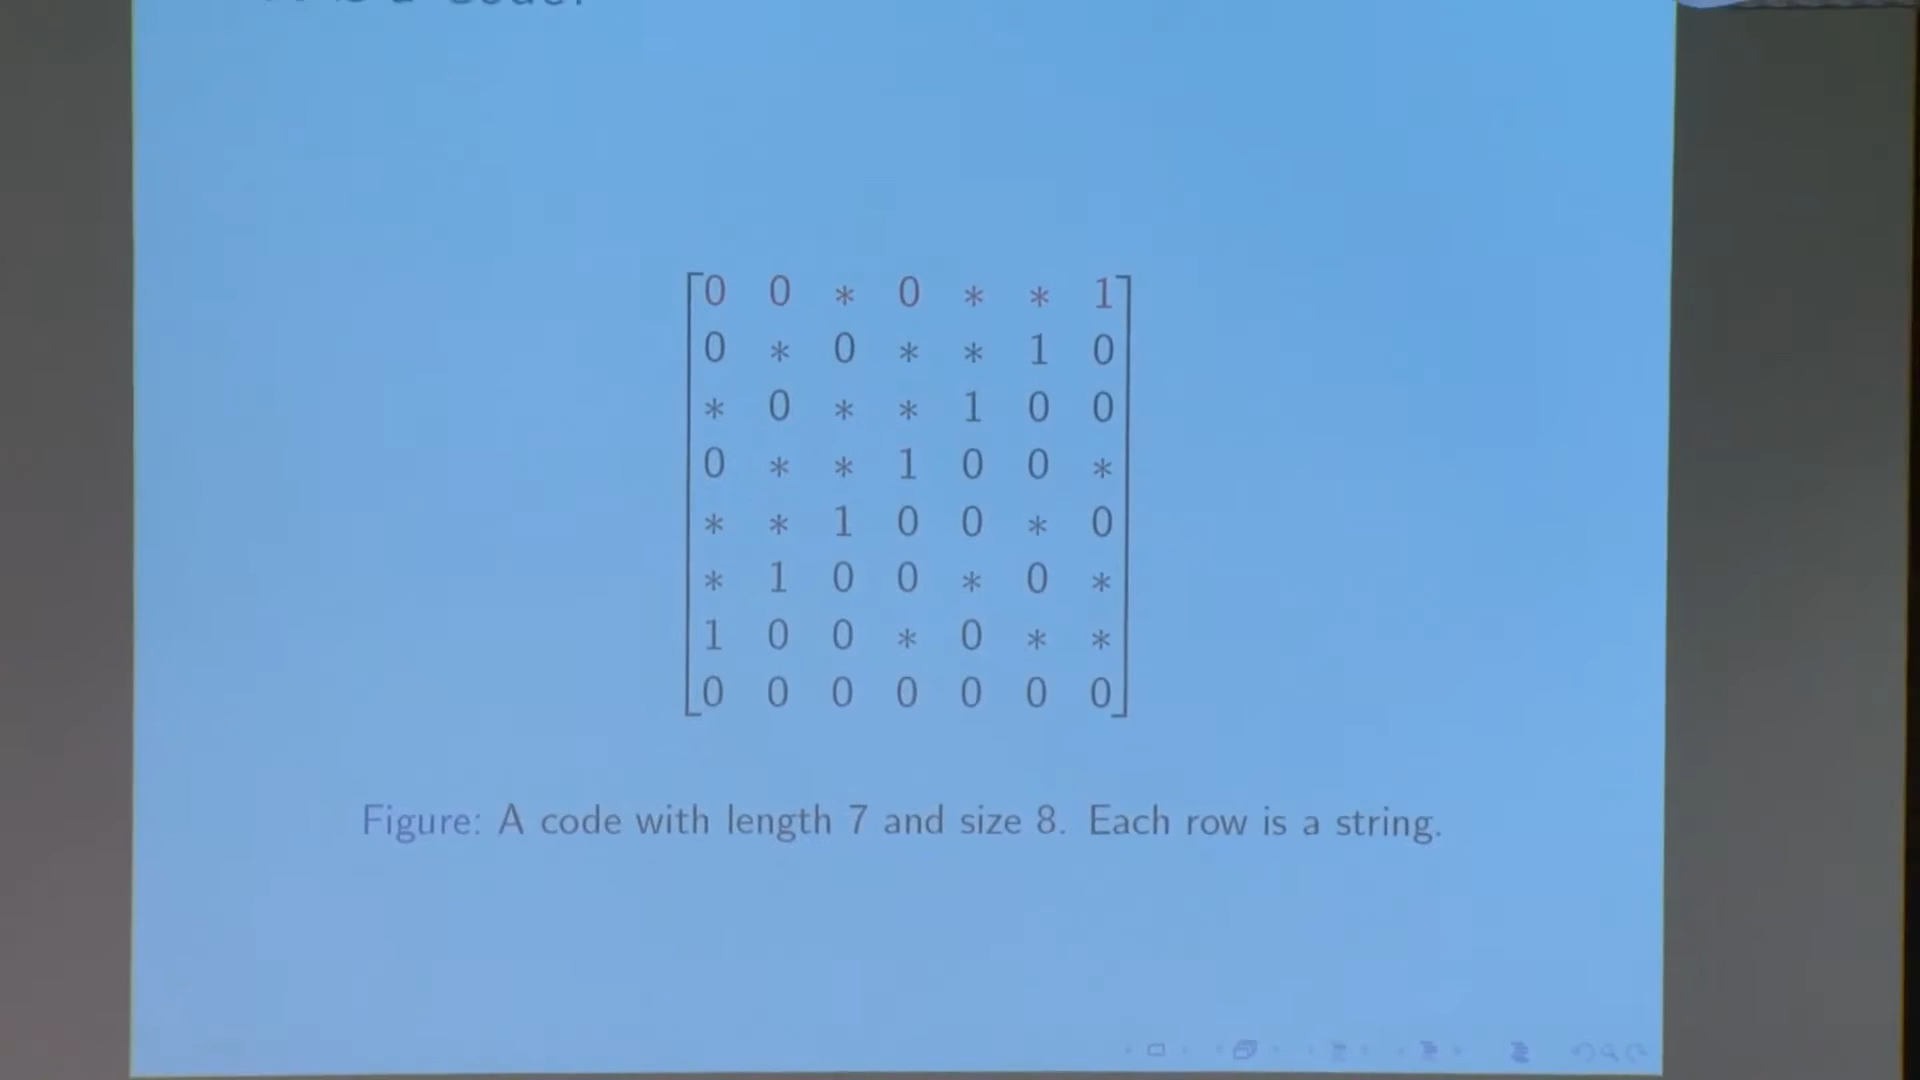 0 0 * 0 * * 1
0 * 0 * * 1 0
* 0 * * 1 0 0
0 * * 1 0 0 *
* * 1 0 0 * 0
* 1 0 0 * 0 *
1 0 0 * 0 * *
0 0 0 0 0 0 0
Figure: A code with length 7 and size 8. Each row is a string.